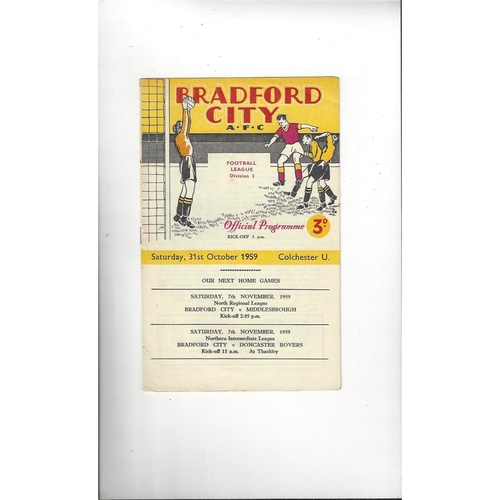 BRADFORD
CITY
A·F·C
FOOTBALL
LEAGUE
Division 3
Official Programme
3D·
KICK-OFF 3 p.m.
Saturday, 31st October 1959 Colchester U.
OUR NEXT HOME GAMES
SATURDAY, 7th NOVEMBER, 1959
North Regional League
BRADFORD CITY v MIDDLESBROUGH
Kick-off 2.45 p.m.
SATURDAY, 7th NOVEMBER, 1959
Northern Intermediate League
BRADFORD CITY v DONCASTER ROVERS
Kick-off 11 a.m. At Thackley